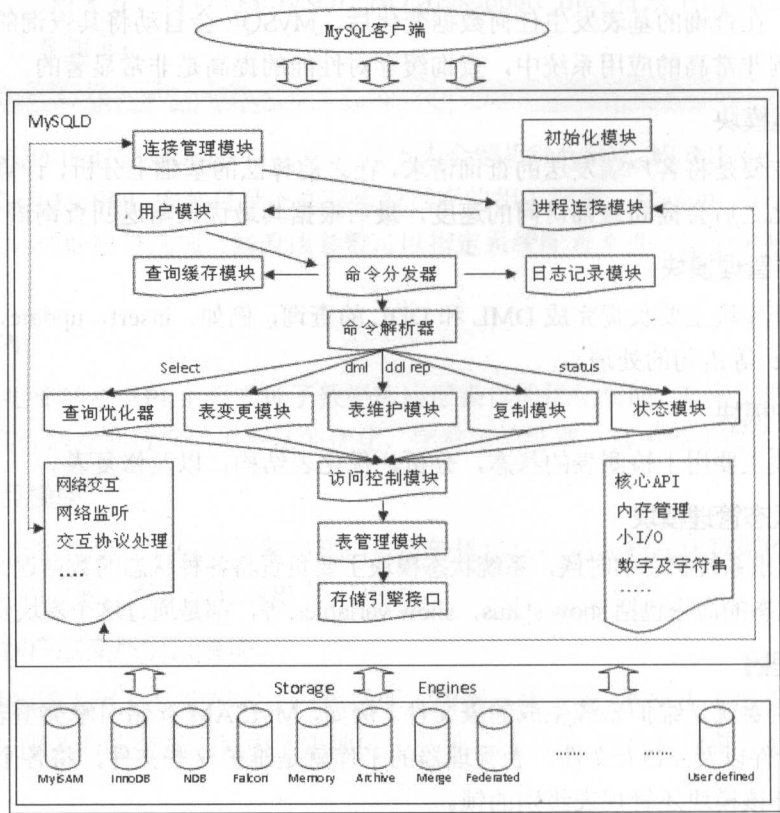 MySQL客户端
MySQLD
连接管理模块
初始化模块
用户模块
进程连接模块
查询缓存模块
命令分发器
日志记录模块
命令解析器
Select
dml
ddl rep
status
查询优化器
表变更模块
表维护模块
复制模块
状态模块
网络交互
网络监听
交互协议处理
....
访问控制模块
表管理模块
存储引擎接口
核心API
内存管理
小I/O
数字及字符串
......
Storage Engines
MyISAM
InnoDB
NDB
Falcon
Memory
Archive
Merge
Federated
User defined